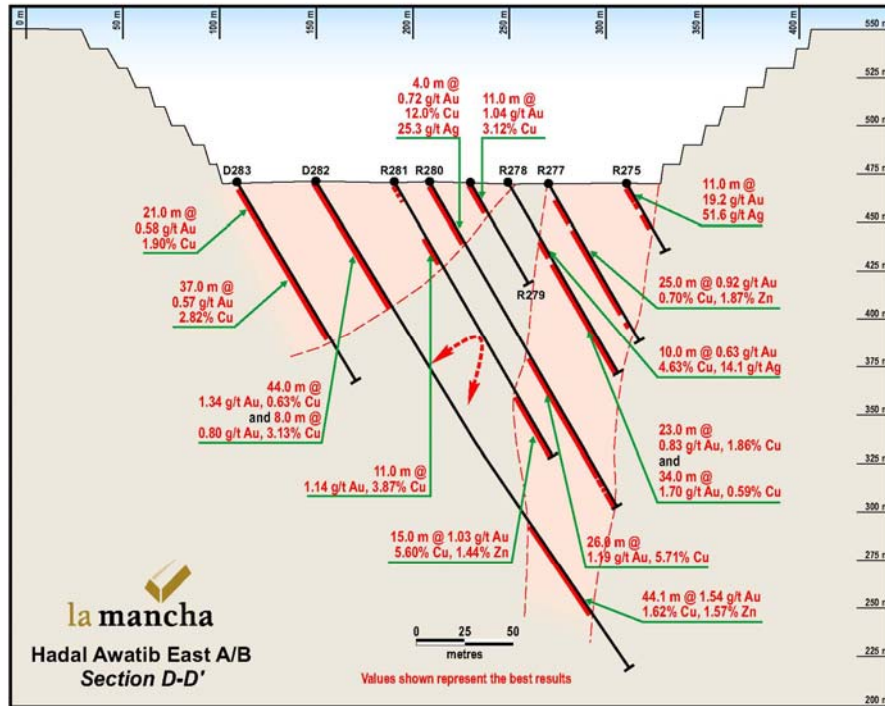 0 m
50 m
100 m
150 m
200 m
250 m
300 m
350 m
400 m
550 m
525 m
500 m
475 m
450 m
425 m
400 m
375 m
350 m
325 m
300 m
275 m
250 m
225 m
200 m
4.0 m @
0.72 g/t Au
12.0% Cu
25.3 g/t Ag
11.0 m @
1.04 g/t Au
3.12% Cu
D283
D282
R281
R280
R278
R277
R275
R279
11.0 m @
19.2 g/t Au
51.6 g/t Ag
21.0 m @
0.58 g/t Au
1.90% Cu
37.0 m @
0.57 g/t Au
2.82% Cu
25.0 m @ 0.92 g/t Au
0.70% Cu, 1.87% Zn
10.0 m @ 0.63 g/t Au
4.63% Cu, 14.1 g/t Ag
44.0 m @
1.34 g/t Au, 0.63% Cu
and 8.0 m @
0.80 g/t Au, 3.13% Cu
23.0 m @
0.83 g/t Au, 1.86% Cu
and
34.0 m @
1.70 g/t Au, 0.59% Cu
11.0 m @
1.14 g/t Au, 3.87% Cu
15.0 m @ 1.03 g/t Au
5.60% Cu, 1.44% Zn
26.0 m @
1.19 g/t Au, 5.71% Cu
44.1 m @ 1.54 g/t Au
1.62% Cu, 1.57% Zn
la mancha
Hadal Awatib East A/B
Section D-D'
0 25 50
metres
Values shown represent the best results